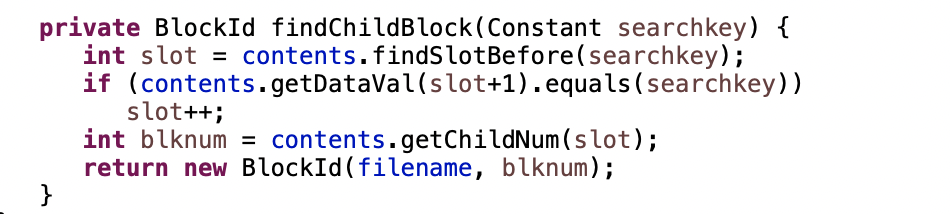 private BlockId findChildBlock(Constant searchkey) {
int slot = contents.findSlotBefore(searchkey);
if (contents.getDataVal(slot+1).equals(searchkey))
slot++;
int blknum = contents.getChildNum(slot);
return new BlockId(filename, blknum);
}